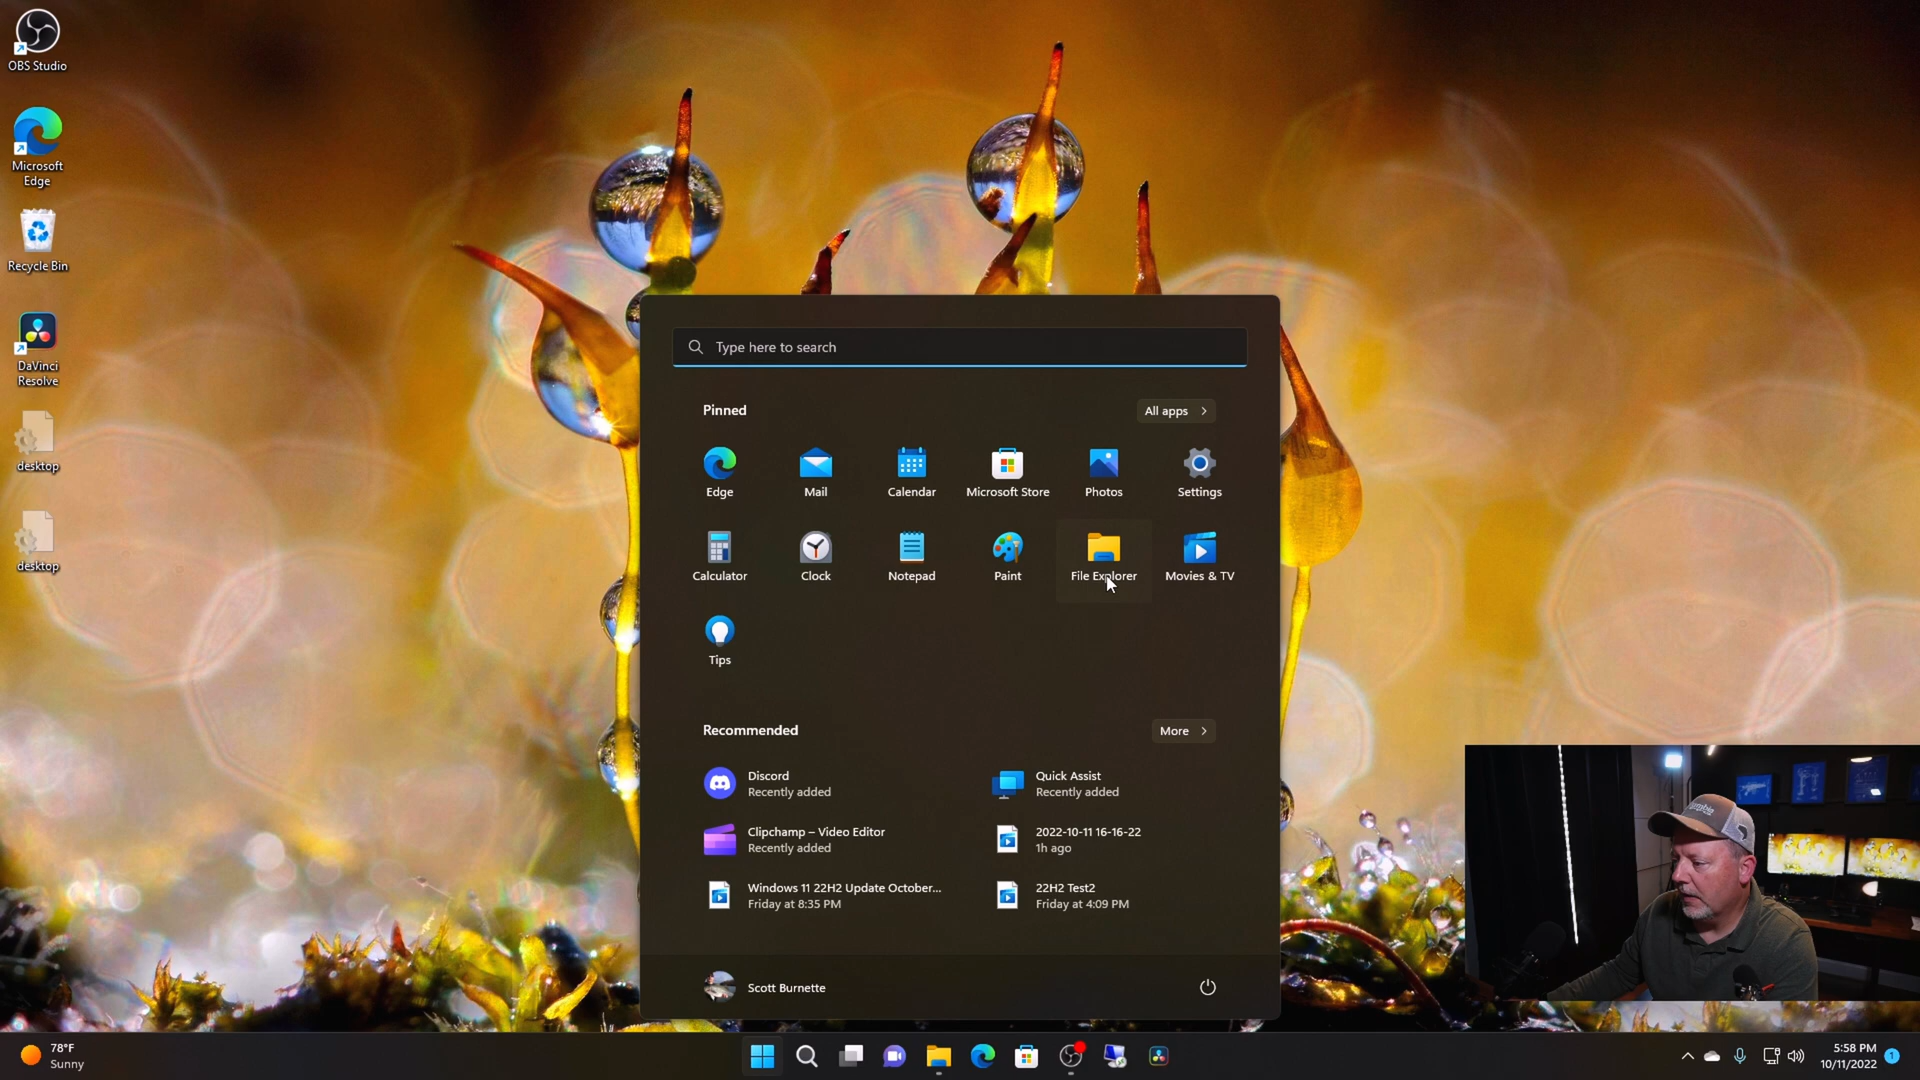 OBS Studio
Microsoft
Edge
Recycle Bin
DaVinci
Resolve
desktop
desktop
Type here to search
Pinned
All apps
Edge
Mail
Calendar
Microsoft Store
Photos
Settings
Calculator
Clock
Notepad
Paint
File Explorer
Movies & TV
Tips
Recommended
More
Discord
Recently added
Quick Assist
Recently added
Clipchamp – Video Editor
Recently added
2022-10-11 16-16-22
1h ago
Windows 11 22H2 Update October...
Friday at 8:35 PM
22H2 Test2
Friday at 4:09 PM
Scott Burnette
78°F
Sunny
5:58 PM
10/11/2022
1